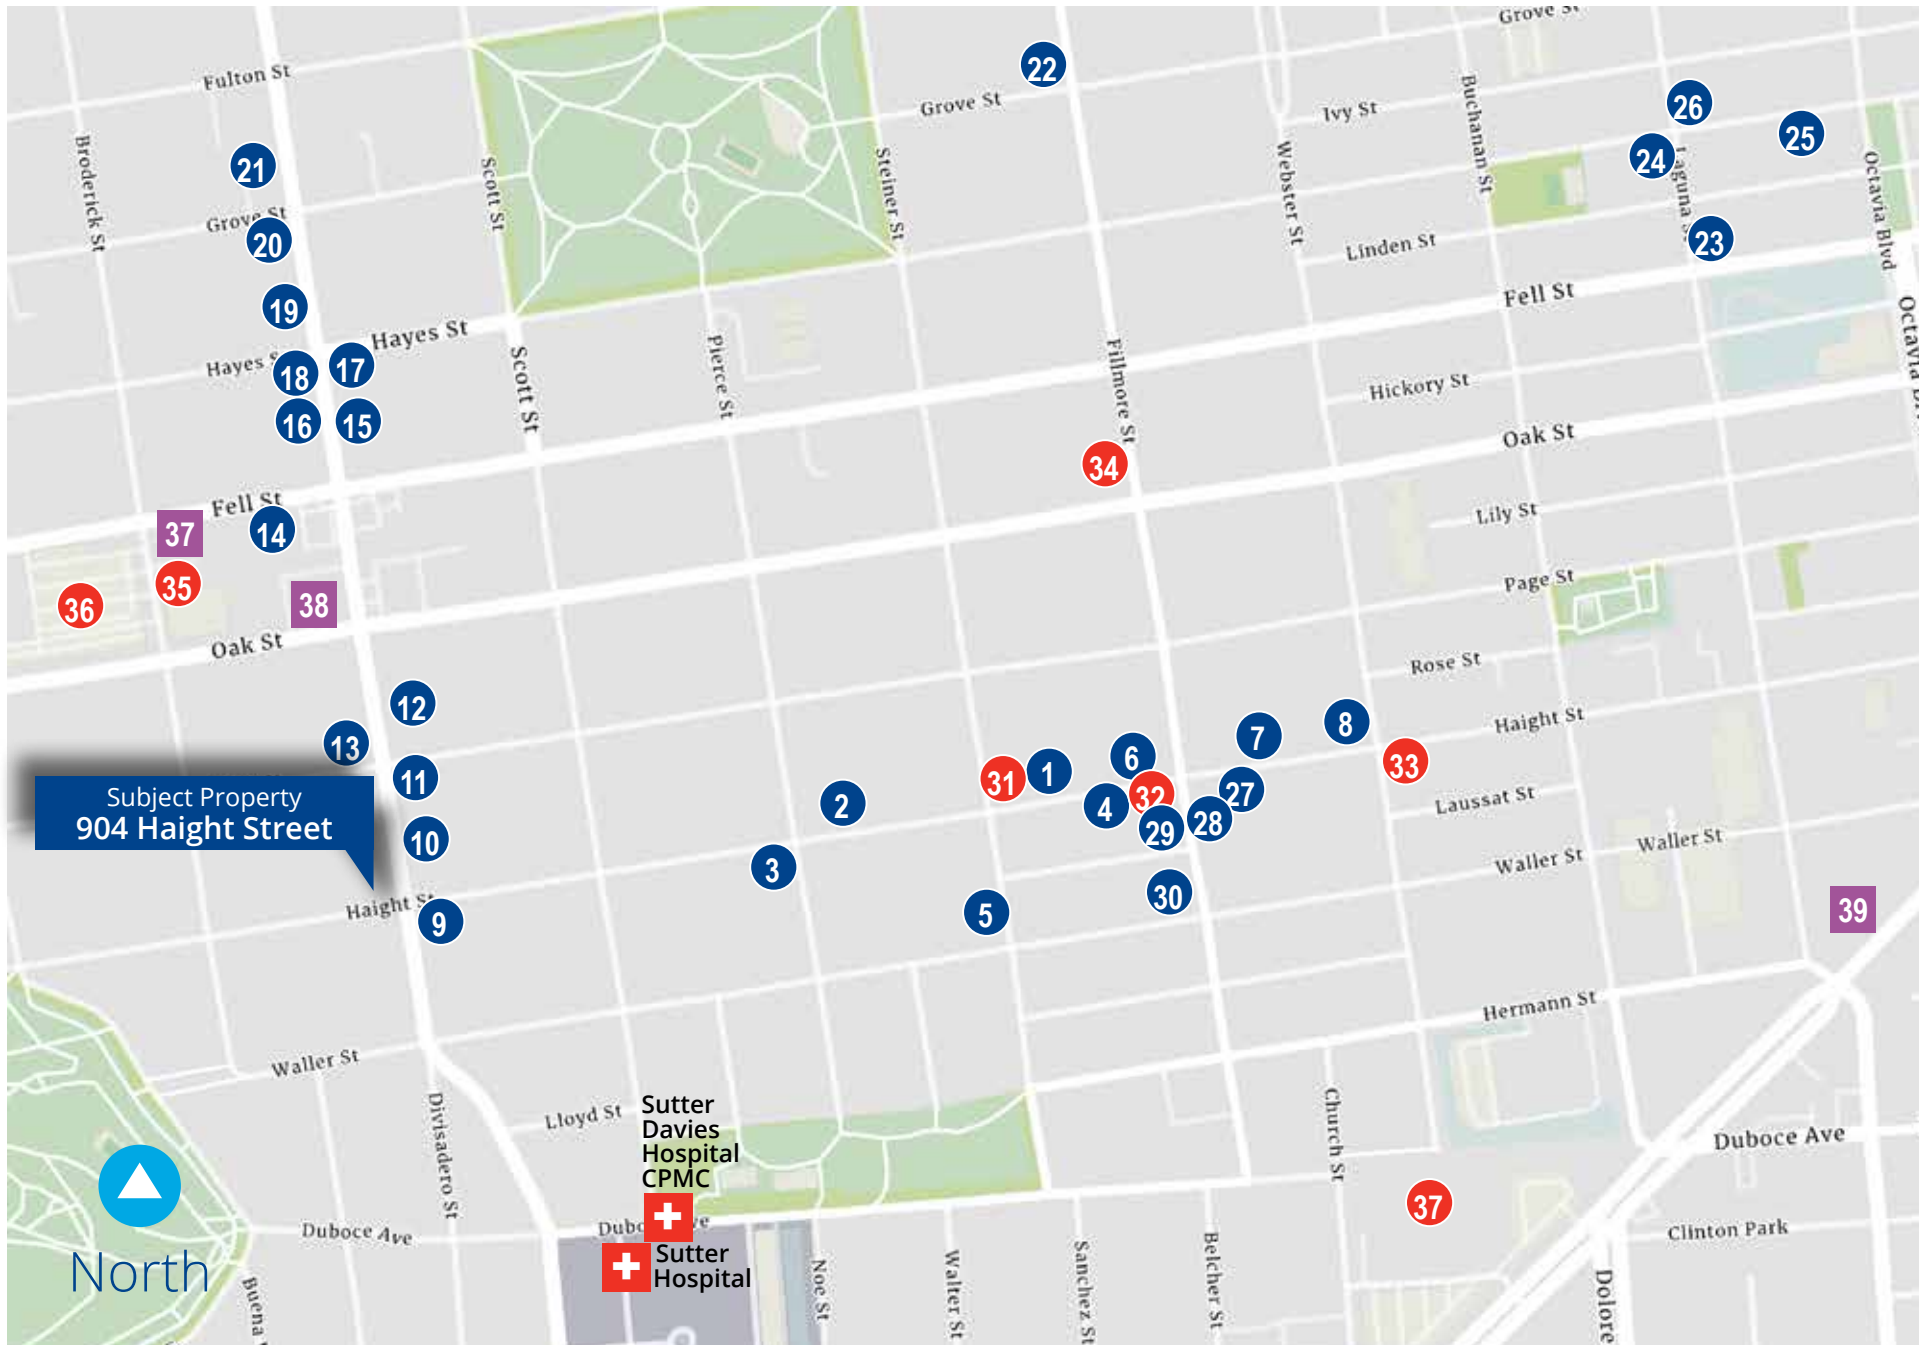 Grove St
Fulton St
22
Grove St
Ivy St
Buchanan St
26
25
24
Laguna St
21
Broderick St
Scott St
Steiner St
Webster St
Octavia Blvd
Grove St
20
Linden St
23
19
Fell St
Hayes St
Hayes S
18
17
Scott St
Pierce St
Fillmore St
Octavia B
16
15
Hickory St
Oak St
34
Fell St
37
14
Lily St
35
36
38
Page St
Oak St
Rose St
12
13
Haight St
11
8
7
6
33
31
1
32
4
27
29
28
Laussat St
Subject Property
904 Haight Street
2
10
3
Waller St
Waller St
Haight St
9
5
30
39
Hermann St
Waller St
Divisadero St
Lloyd St
Sutter
Davies
Hospital
CPMC
Church St
Duboce Ave
37
Duboce Ave
Dubo ve
Clinton Park
Sutter
Hospital
North
Buena
Noe St
Walter St
Sanchez St
Belcher St
Dolore